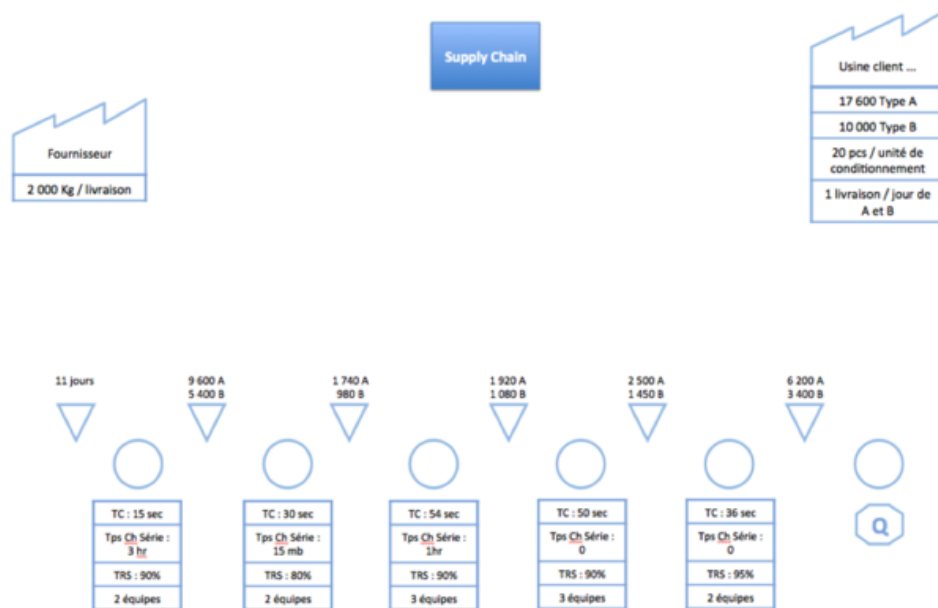 Supply Chain
Usine client ...
17 600 Type A
10 000 Type B
20 pcs / unité de
conditionnement
1 livraison / jour de
A et B
Fournisseur
2 000 Kg / livraison
11 jours
9 600 A
5 400 B
1 740 A
980 B
1 920 A
1 080 B
2 500 A
1 450 B
6 200 A
3 400 B
TC : 15 sec
Tps Ch Série :
3 hr
TRS : 90%
2 équipes
TC : 30 sec
Tps Ch Série :
15 mb
TRS : 80%
2 équipes
TC : 54 sec
Tps Ch Série :
1hr
TRS : 90%
3 équipes
TC : 50 sec
Tps Ch Série :
0
TRS : 90%
3 équipes
TC : 36 sec
Tps Ch Série :
0
TRS : 95%
2 équipes
Q